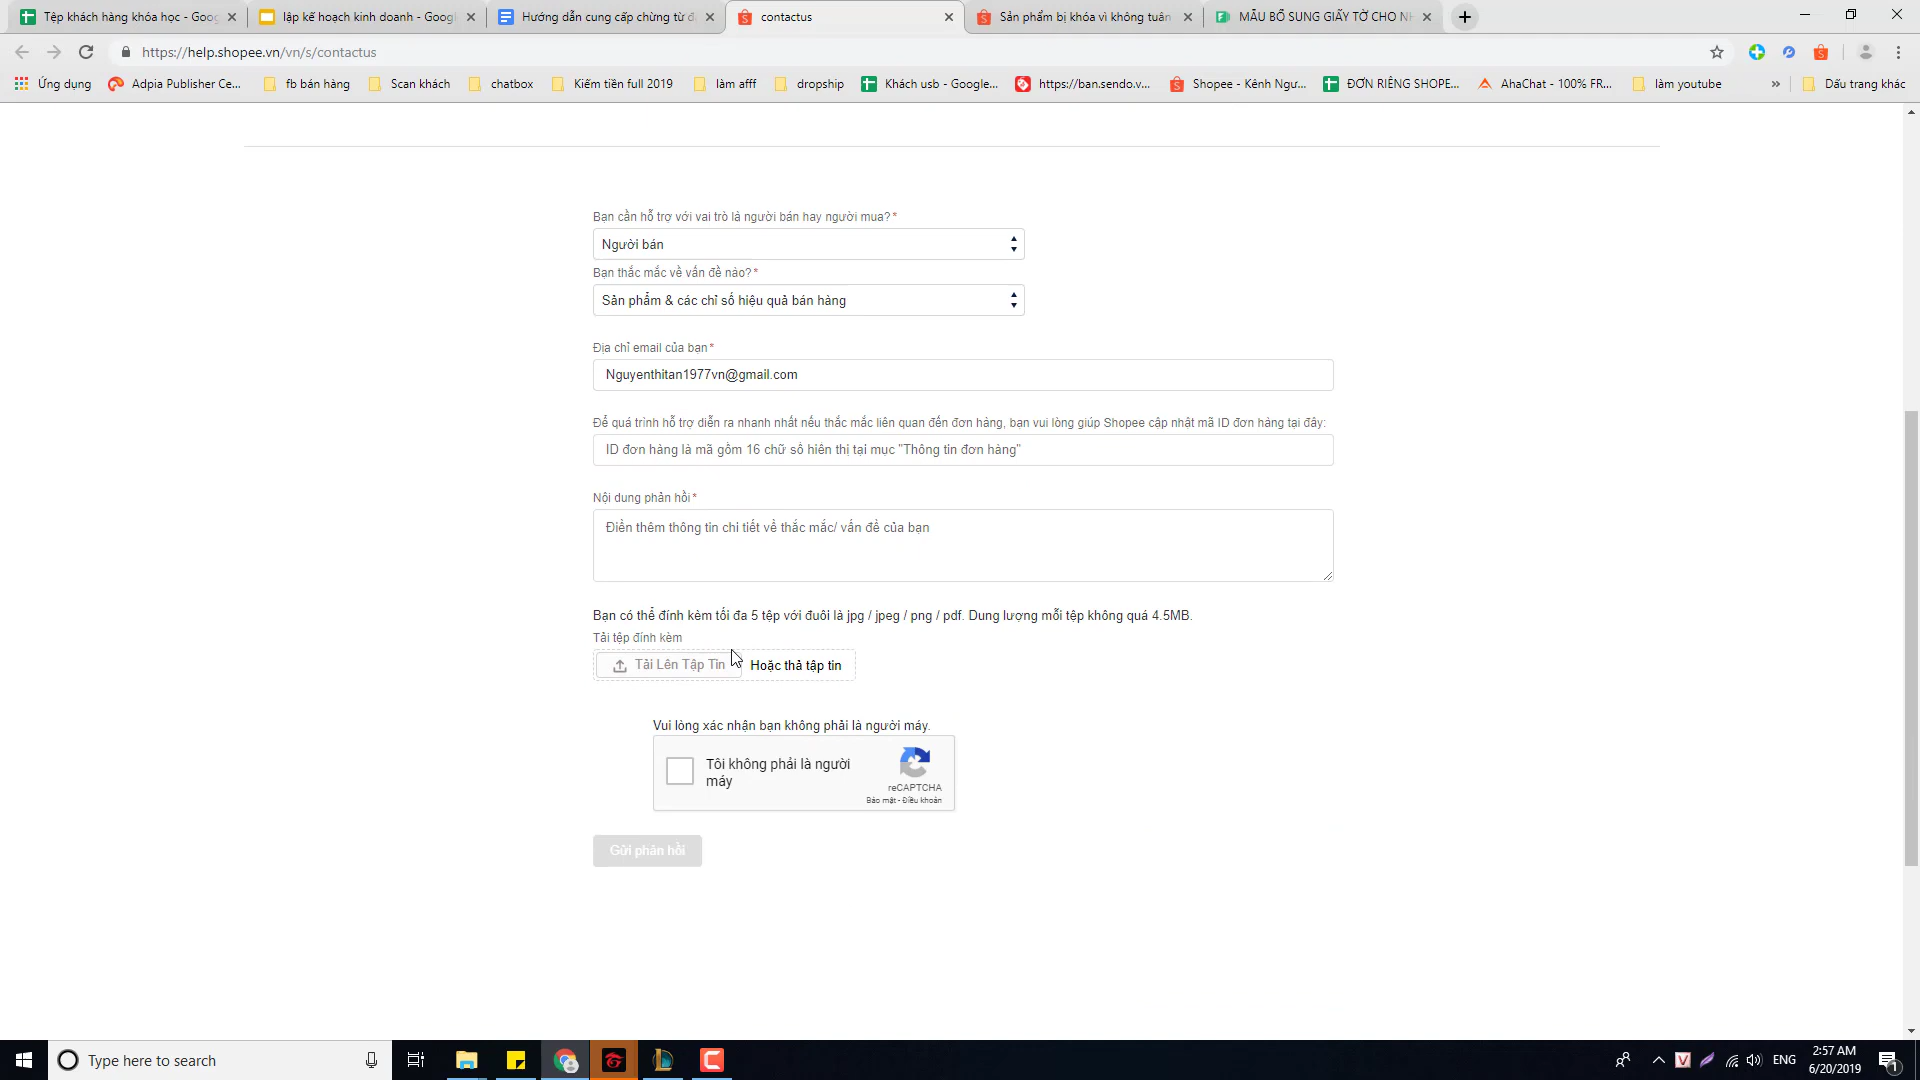 Tệp khách hàng khóa học - Goog
lập kế hoạch kinh doanh - Googl
Hướng dẫn cung cấp chừng từ đ
contactus
Sản phẩm bị khóa vì không tuân
MẪU BỔ SUNG GIẤY TỜ CHO NH
https://help.shopee.vn/vn/s/contactus
Ứng dụng
Adpia Publisher Ce...
fb bán hàng
Scan khách
chatbox
Kiếm tiền full 2019
làm afff
dropship
Khách usb - Google...
https://ban.sendo.v...
Shopee - Kênh Ngư...
ĐƠN RIÊNG SHOPE...
AhaChat - 100% FR...
làm youtube
»
Dấu trang khác
Bạn cần hỗ trợ với vai trò là người bán hay người mua?*
Người bán
Bạn thắc mắc về vấn đề nào?*
Sản phẩm & các chỉ số hiệu quả bán hàng
Địa chỉ email của bạn*
Nguyenthitan1977vn@gmail.com
Để quá trình hỗ trợ diễn ra nhanh nhất nếu thắc mắc liên quan đến đơn hàng, bạn vui lòng giúp Shopee cập nhật mã ID đơn hàng tại đây:
ID đơn hàng là mã gồm 16 chữ số hiển thị tại mục "Thông tin đơn hàng"
Nội dung phản hồi*
Điền thêm thông tin chi tiết về thắc mắc/ vấn đề của bạn
Bạn có thể đính kèm tối đa 5 tệp với đuôi là jpg / jpeg / png / pdf. Dung lượng mỗi tệp không quá 4.5MB.
Tải tệp đính kèm
Tải Lên Tập Tin
Hoặc thả tập tin
Vui lòng xác nhận bạn không phải là người máy.
Tôi không phải là người
máy
reCAPTCHA
Bảo mật - Điều khoản
Gửi phản hồi
Type here to search
ENG
2:57 AM
6/20/2019
1